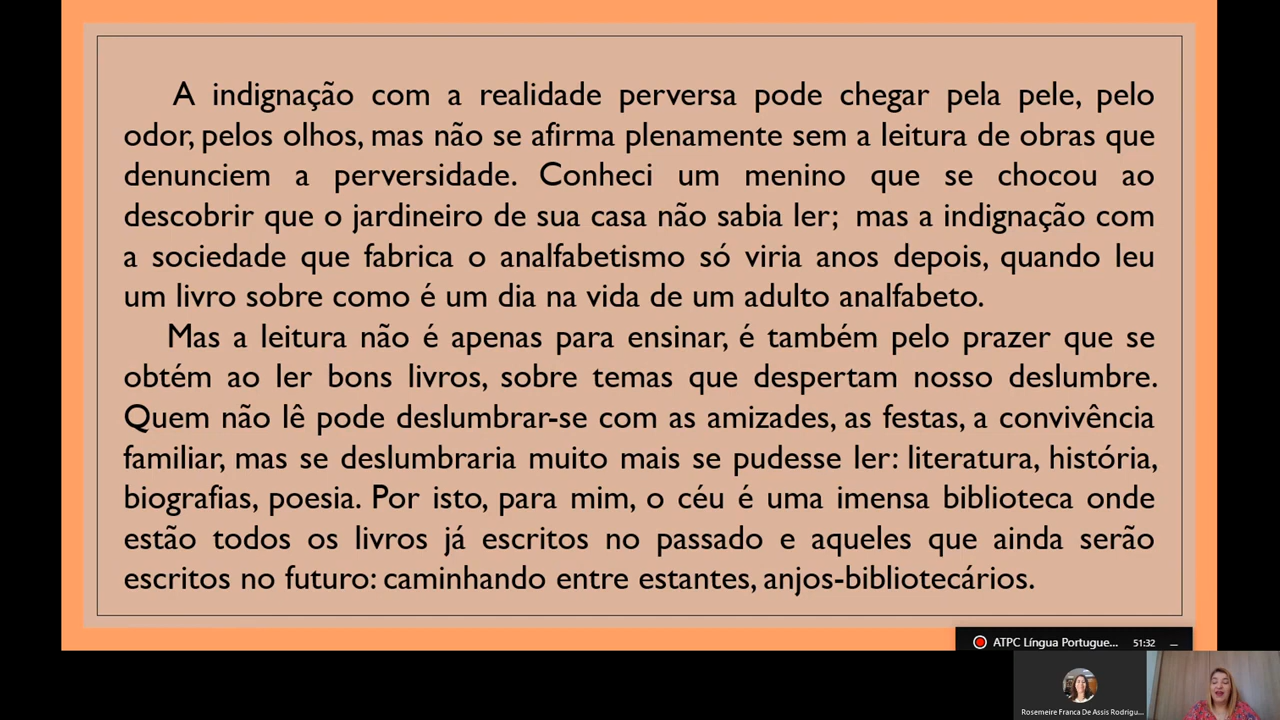 A indignação com a realidade perversa pode chegar pela pele, pelo
odor, pelos olhos, mas não se afirma plenamente sem a leitura de obras que
denunciem a perversidade. Conheci um menino que se chocou ao
descobrir que o jardineiro de sua casa não sabia ler; mas a indignação com
a sociedade que fabrica o analfabetismo só viria anos depois, quando leu
um livro sobre como é um dia na vida de um adulto analfabeto.
Mas a leitura não é apenas para ensinar, é também pelo prazer que se
obtém ao ler bons livros, sobre temas que despertam nosso deslumbre.
Quem não lê pode deslumbrar-se com as amizades, as festas, a convivência
familiar, mas se deslumbraria muito mais se pudesse ler: literatura, história,
biografias, poesia. Por isto, para mim, o céu é uma imensa biblioteca onde
estão todos os livros já escritos no passado e aqueles que ainda serão
escritos no futuro: caminhando entre estantes, anjos-bibliotecários.
ATPC Língua Portugue... 51:32
Rosemeire Franca De Assis Rodrigu...